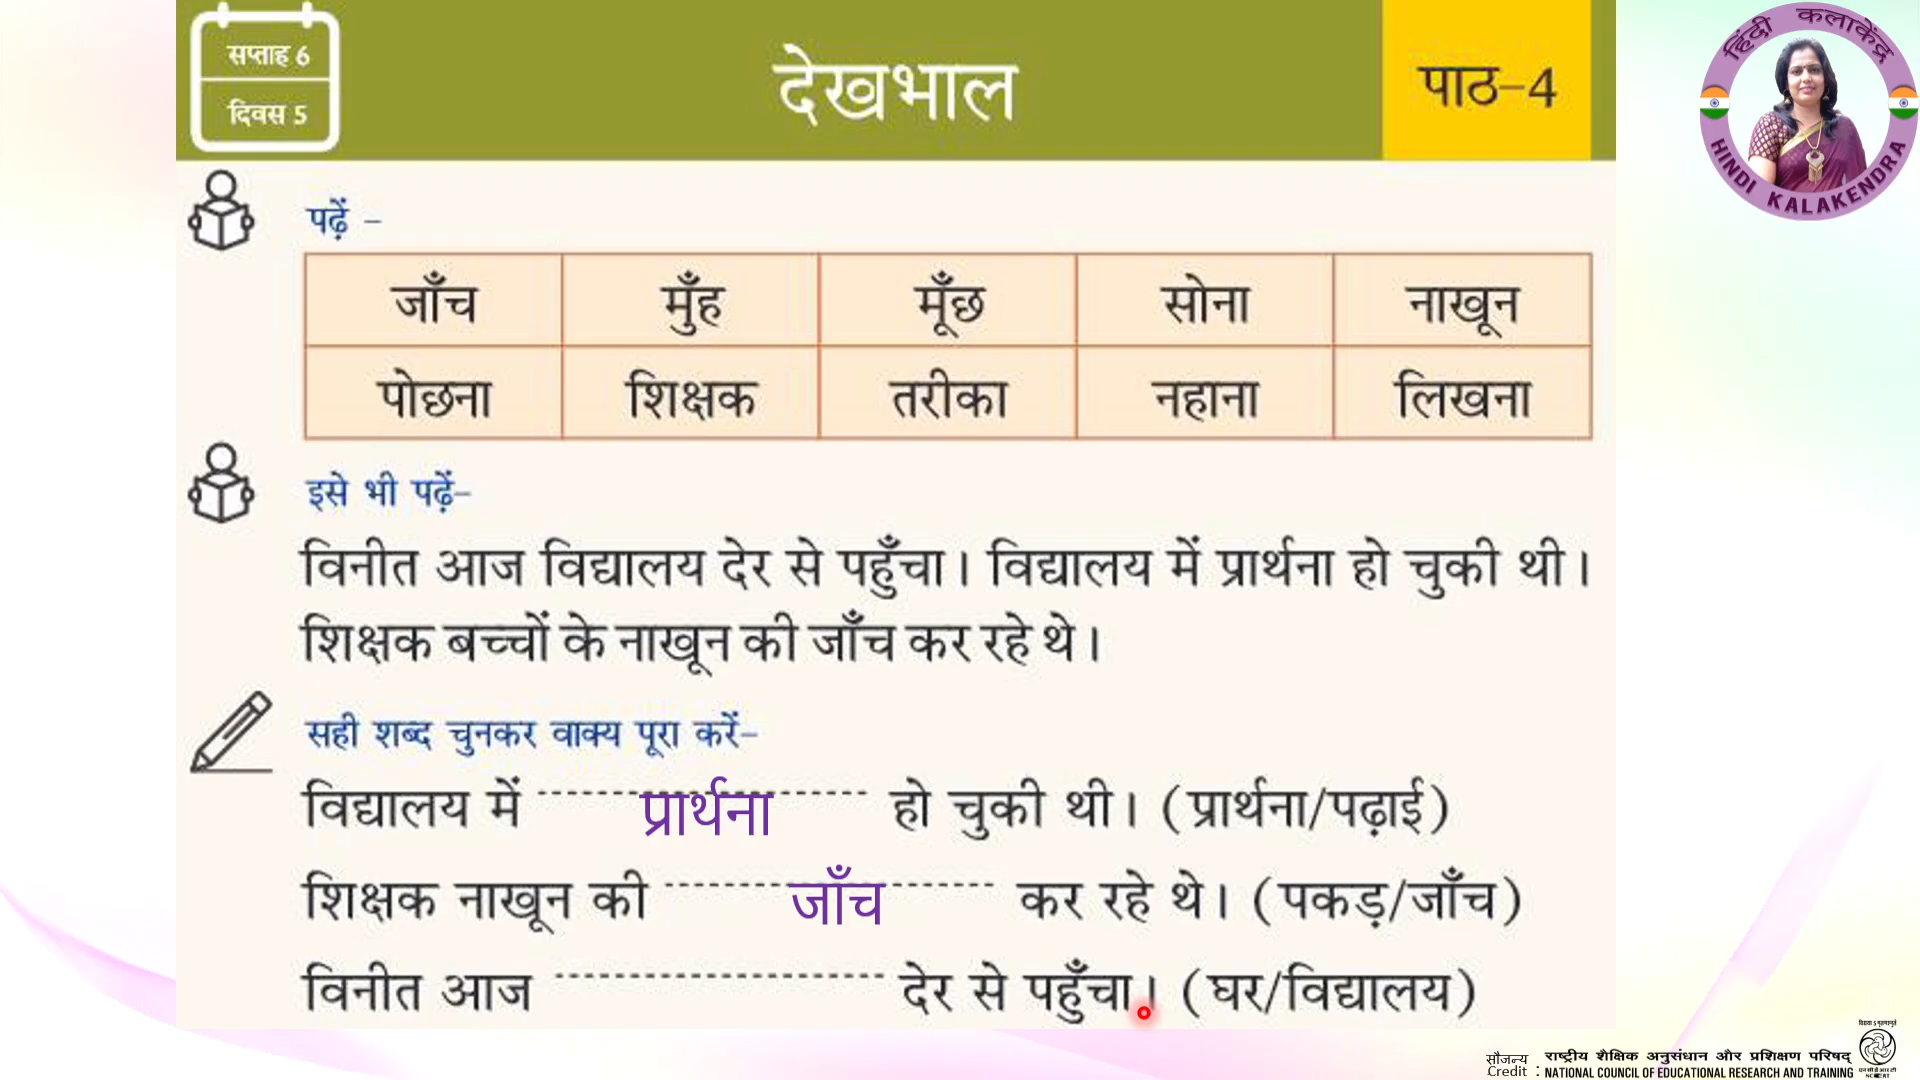 सप्ताह 6
दिवस 5
देखभाल
पाठ-4
हिंदी कलाकेंद्र
HINDI KALAKENDRA
पढ़ें -
जाँच मुँह मूँछ सोना नाखून
पोछना शिक्षक तरीका नहाना लिखना
इसे भी पढ़ें-
विनीत आज विद्यालय देर से पहुँचा। विद्यालय में प्रार्थना हो चुकी थी।
शिक्षक बच्चों के नाखून की जाँच कर रहे थे।
सही शब्द चुनकर वाक्य पूरा करें-
विद्यालय में प्रार्थना हो चुकी थी। (प्रार्थना/पढ़ाई)
शिक्षक नाखून की जाँच कर रहे थे। (पकड़/जाँच)
विनीत आज ---------- देर से पहुँचा। (घर/विद्यालय)
सौजन्य राष्ट्रीय शैक्षिक अनुसंधान और प्रशिक्षण परिषद्
Credit : NATIONAL COUNCIL OF EDUCATIONAL RESEARCH AND TRAINING